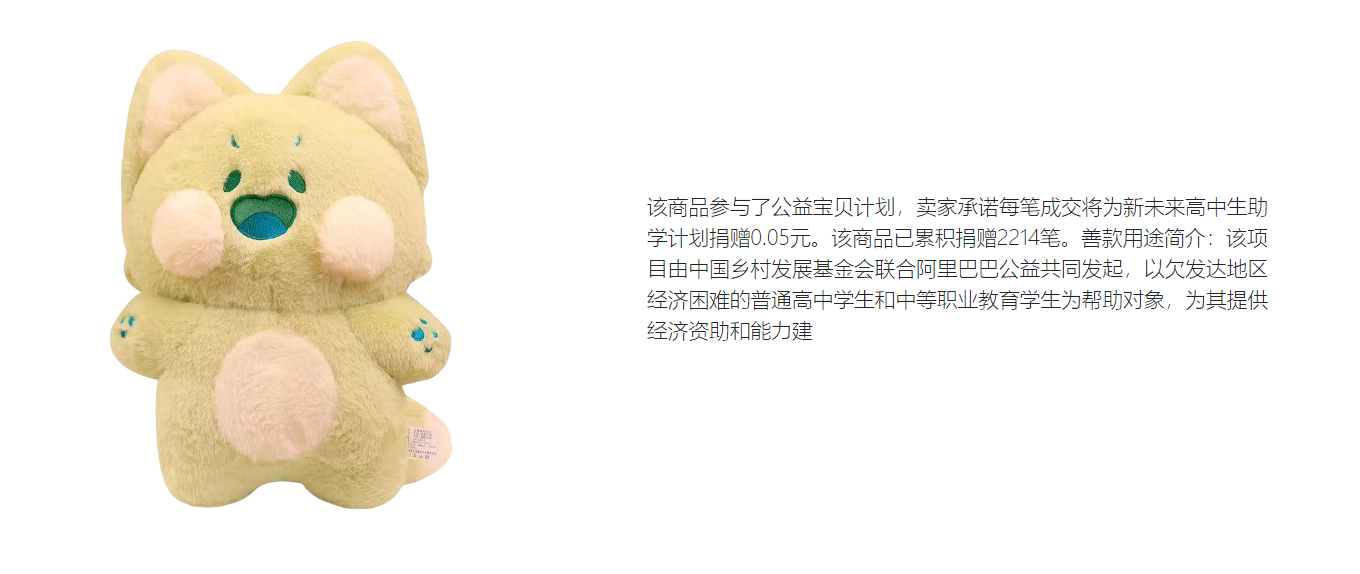 该商品参与了公益宝贝计划，卖家承诺每笔成交将为新未来高中生助
学计划捐赠0.05元。该商品已累积捐赠2214笔。善款用途简介：该项
目由中国乡村发展基金会联合阿里巴巴公益共同发起，以欠发达地区
经济困难的普通高中学生和中等职业教育学生为帮助对象，为其提供
经济资助和能力建